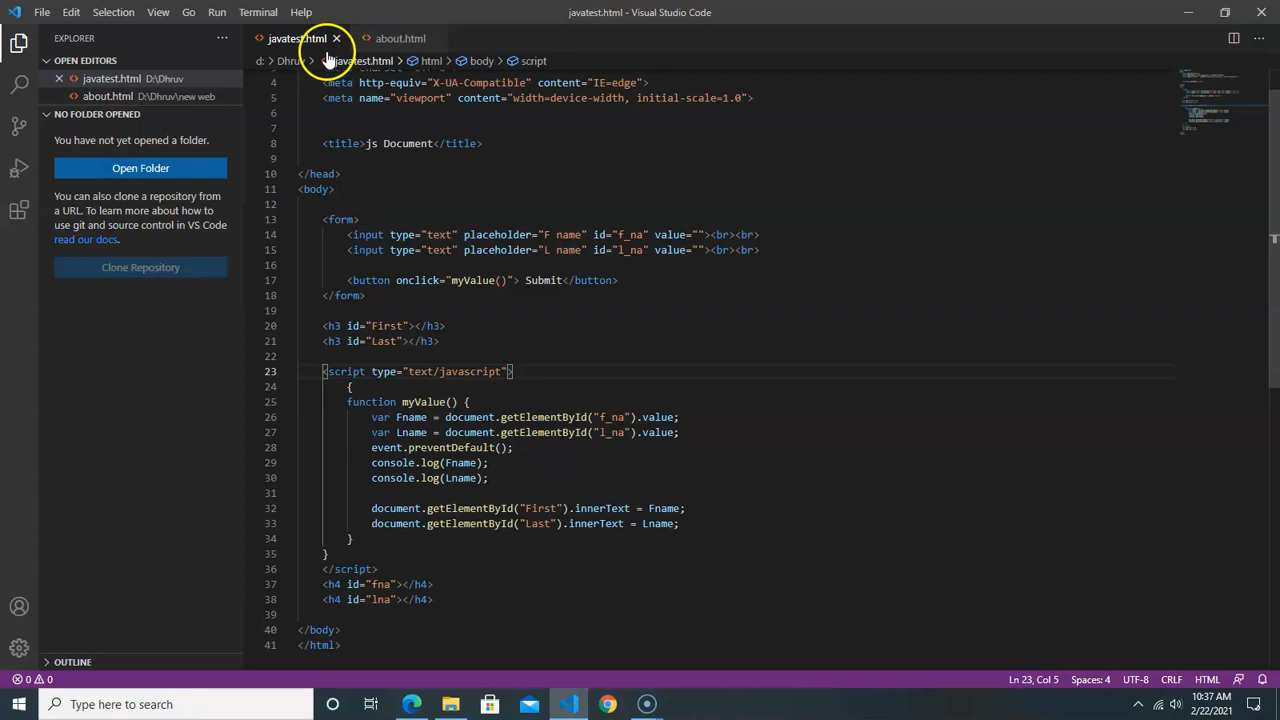 File Edit Selection View Go Run Terminal Help
javatest.html - Visual Studio Code
EXPLORER
OPEN EDITORS
javatest.html D:\Dhruv
about.html D:\Dhruv\new web
NO FOLDER OPENED
You have not yet opened a folder.
Open Folder
You can also clone a repository from
a URL. To learn more about how to
use git and source control in VS Code
read our docs.
Clone Repository
OUTLINE
javatest.html about.html
d: > Dhruv > javatest.html > html > body > script
4 <meta http-equiv="X-UA-Compatible" content="IE=edge">
5 <meta name="viewport" content="width=device-width, initial-scale=1.0">
6
7
8 <title>js Document</title>
9
10 </head>
11 <body>
12
13 <form>
14 <input type="text" placeholder="F name" id="f_na" value=""><br><br>
15 <input type="text" placeholder="L name" id="l_na" value=""><br><br>
16
17 <button onclick="myValue()"> Submit</button>
18 </form>
19
20 <h3 id="First"></h3>
21 <h3 id="Last"></h3>
22
23 <script type="text/javascript">
24 {
25 function myValue() {
26 var Fname = document.getElementById("f_na").value;
27 var Lname = document.getElementById("l_na").value;
28 event.preventDefault();
29 console.log(Fname);
30 console.log(Lname);
31
32 document.getElementById("First").innerText = Fname;
33 document.getElementById("Last").innerText = Lname;
34 }
35 }
36 </script>
37 <h4 id="fna"></h4>
38 <h4 id="lna"></h4>
39
40 </body>
41 </html>
0 0
Ln 23, Col 5 Spaces: 4 UTF-8 CRLF HTML
Type here to search
10:37 AM
2/22/2021